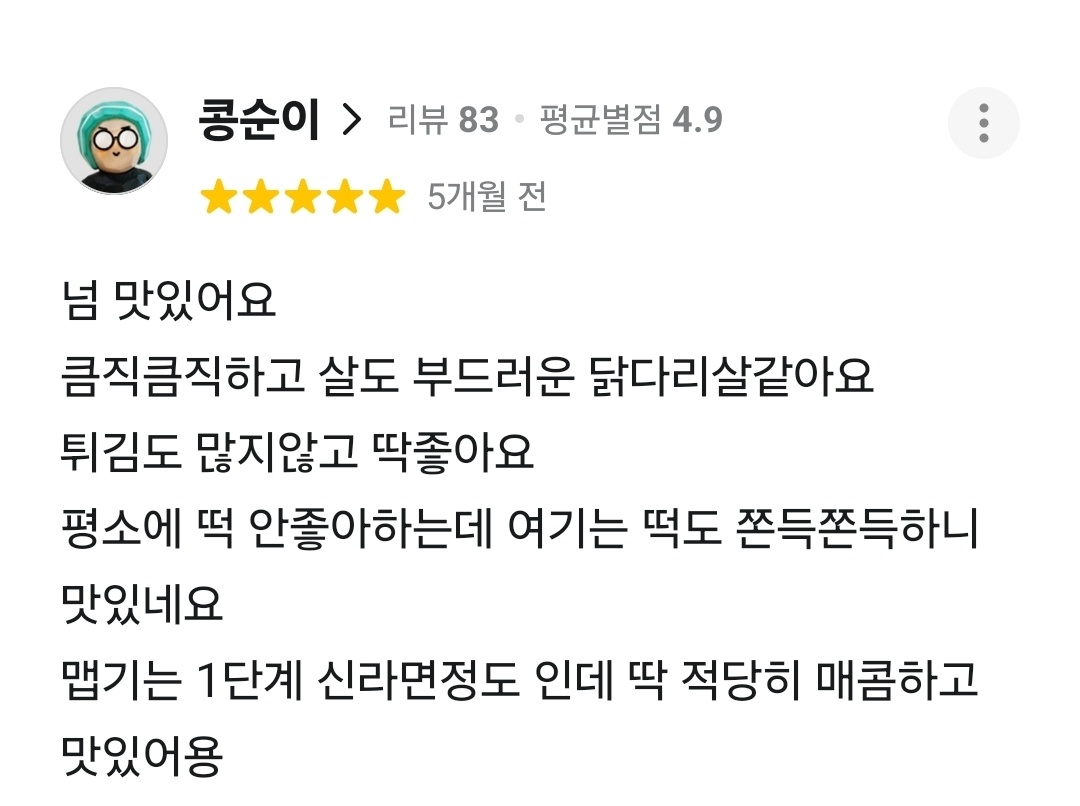 콩순이 > 리뷰 83 • 평균별점 4.9
5개월 전
넘 맛있어요
큼직큼직하고 살도 부드러운 닭다리살같아요
튀김도 많지않고 딱좋아요
평소에 떡 안좋아하는데 여기는 떡도 쫀득쫀득하니
맛있네요
맵기는 1단계 신라면정도 인데 딱 적당히 매콤하고
맛있어용